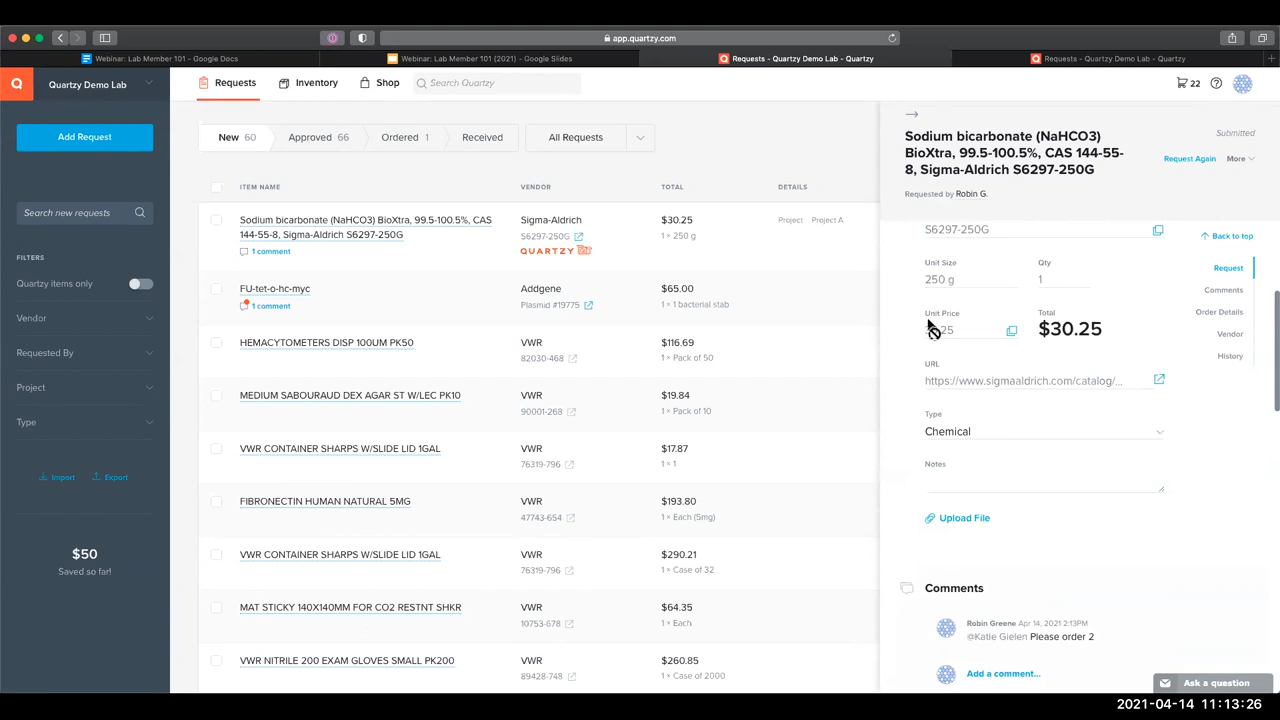 app.quartzy.com
Webinar: Lab Member 101 - Google Docs
Webinar: Lab Member 101 (2021) - Google Slides
Requests - Quartzy Demo Lab - Quartzy
Requests - Quartzy Demo Lab - Quartzy
Q
Quartzy Demo Lab
Requests
Inventory
Shop
Search Quartzy
22
Add Request
Search new requests
FILTERS
Quartzy items only
Vendor
Requested By
Project
Type
Import
Export
$50
Saved so far!
New 60
Approved 66
Ordered 1
Received
All Requests
ITEM NAME
VENDOR
TOTAL
DETAILS
Sodium bicarbonate (NaHCO3) BioXtra, 99.5-100.5%, CAS
144-55-8, Sigma-Aldrich S6297-250G
1 comment
Sigma-Aldrich
S6297-250G
QUARTZY
$30.25
1 × 250 g
Project Project A
FU-tet-o-hc-myc
1 comment
Addgene
Plasmid #19775
$65.00
1 × 1 bacterial stab
HEMACYTOMETERS DISP 100UM PK50
VWR
82030-468
$116.69
1 × Pack of 50
MEDIUM SABOURAUD DEX AGAR ST W/LEC PK10
VWR
90001-268
$19.84
1 × Pack of 10
VWR CONTAINER SHARPS W/SLIDE LID 1GAL
VWR
76319-796
$17.87
1 × 1
FIBRONECTIN HUMAN NATURAL 5MG
VWR
47743-654
$193.80
1 × Each (5mg)
VWR CONTAINER SHARPS W/SLIDE LID 1GAL
VWR
76319-796
$290.21
1 × Case of 32
MAT STICKY 140X140MM FOR CO2 RESTNT SHKR
VWR
10753-678
$64.35
1 × Each
VWR NITRILE 200 EXAM GLOVES SMALL PK200
VWR
89428-748
$260.85
1 × Case of 2000
Sodium bicarbonate (NaHCO3)
BioXtra, 99.5-100.5%, CAS 144-55-
8, Sigma-Aldrich S6297-250G
Submitted
Request Again
More
Requested by Robin G.
S6297-250G
Back to top
Unit Size
250 g
Qty
1
Request
Comments
Order Details
Vendor
History
Unit Price
.25
Total
$30.25
URL
https://www.sigmaaldrich.com/catalog/...
Type
Chemical
Notes
Upload File
Comments
Robin Greene Apr 14, 2021 2:13PM
@Katie Gielen Please order 2
Add a comment...
Ask a question
2021-04-14 11:13:26